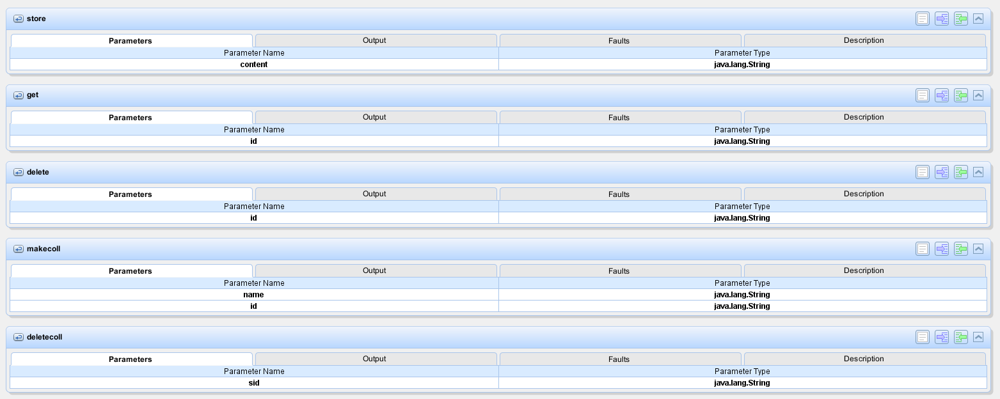 store
Parameters Output Faults Description
Parameter Name Parameter Type
content java.lang.String
get
Parameters Output Faults Description
Parameter Name Parameter Type
id java.lang.String
delete
Parameters Output Faults Description
Parameter Name Parameter Type
id java.lang.String
makecoll
Parameters Output Faults Description
Parameter Name Parameter Type
name java.lang.String
id java.lang.String
deletecoll
Parameters Output Faults Description
Parameter Name Parameter Type
sid java.lang.String